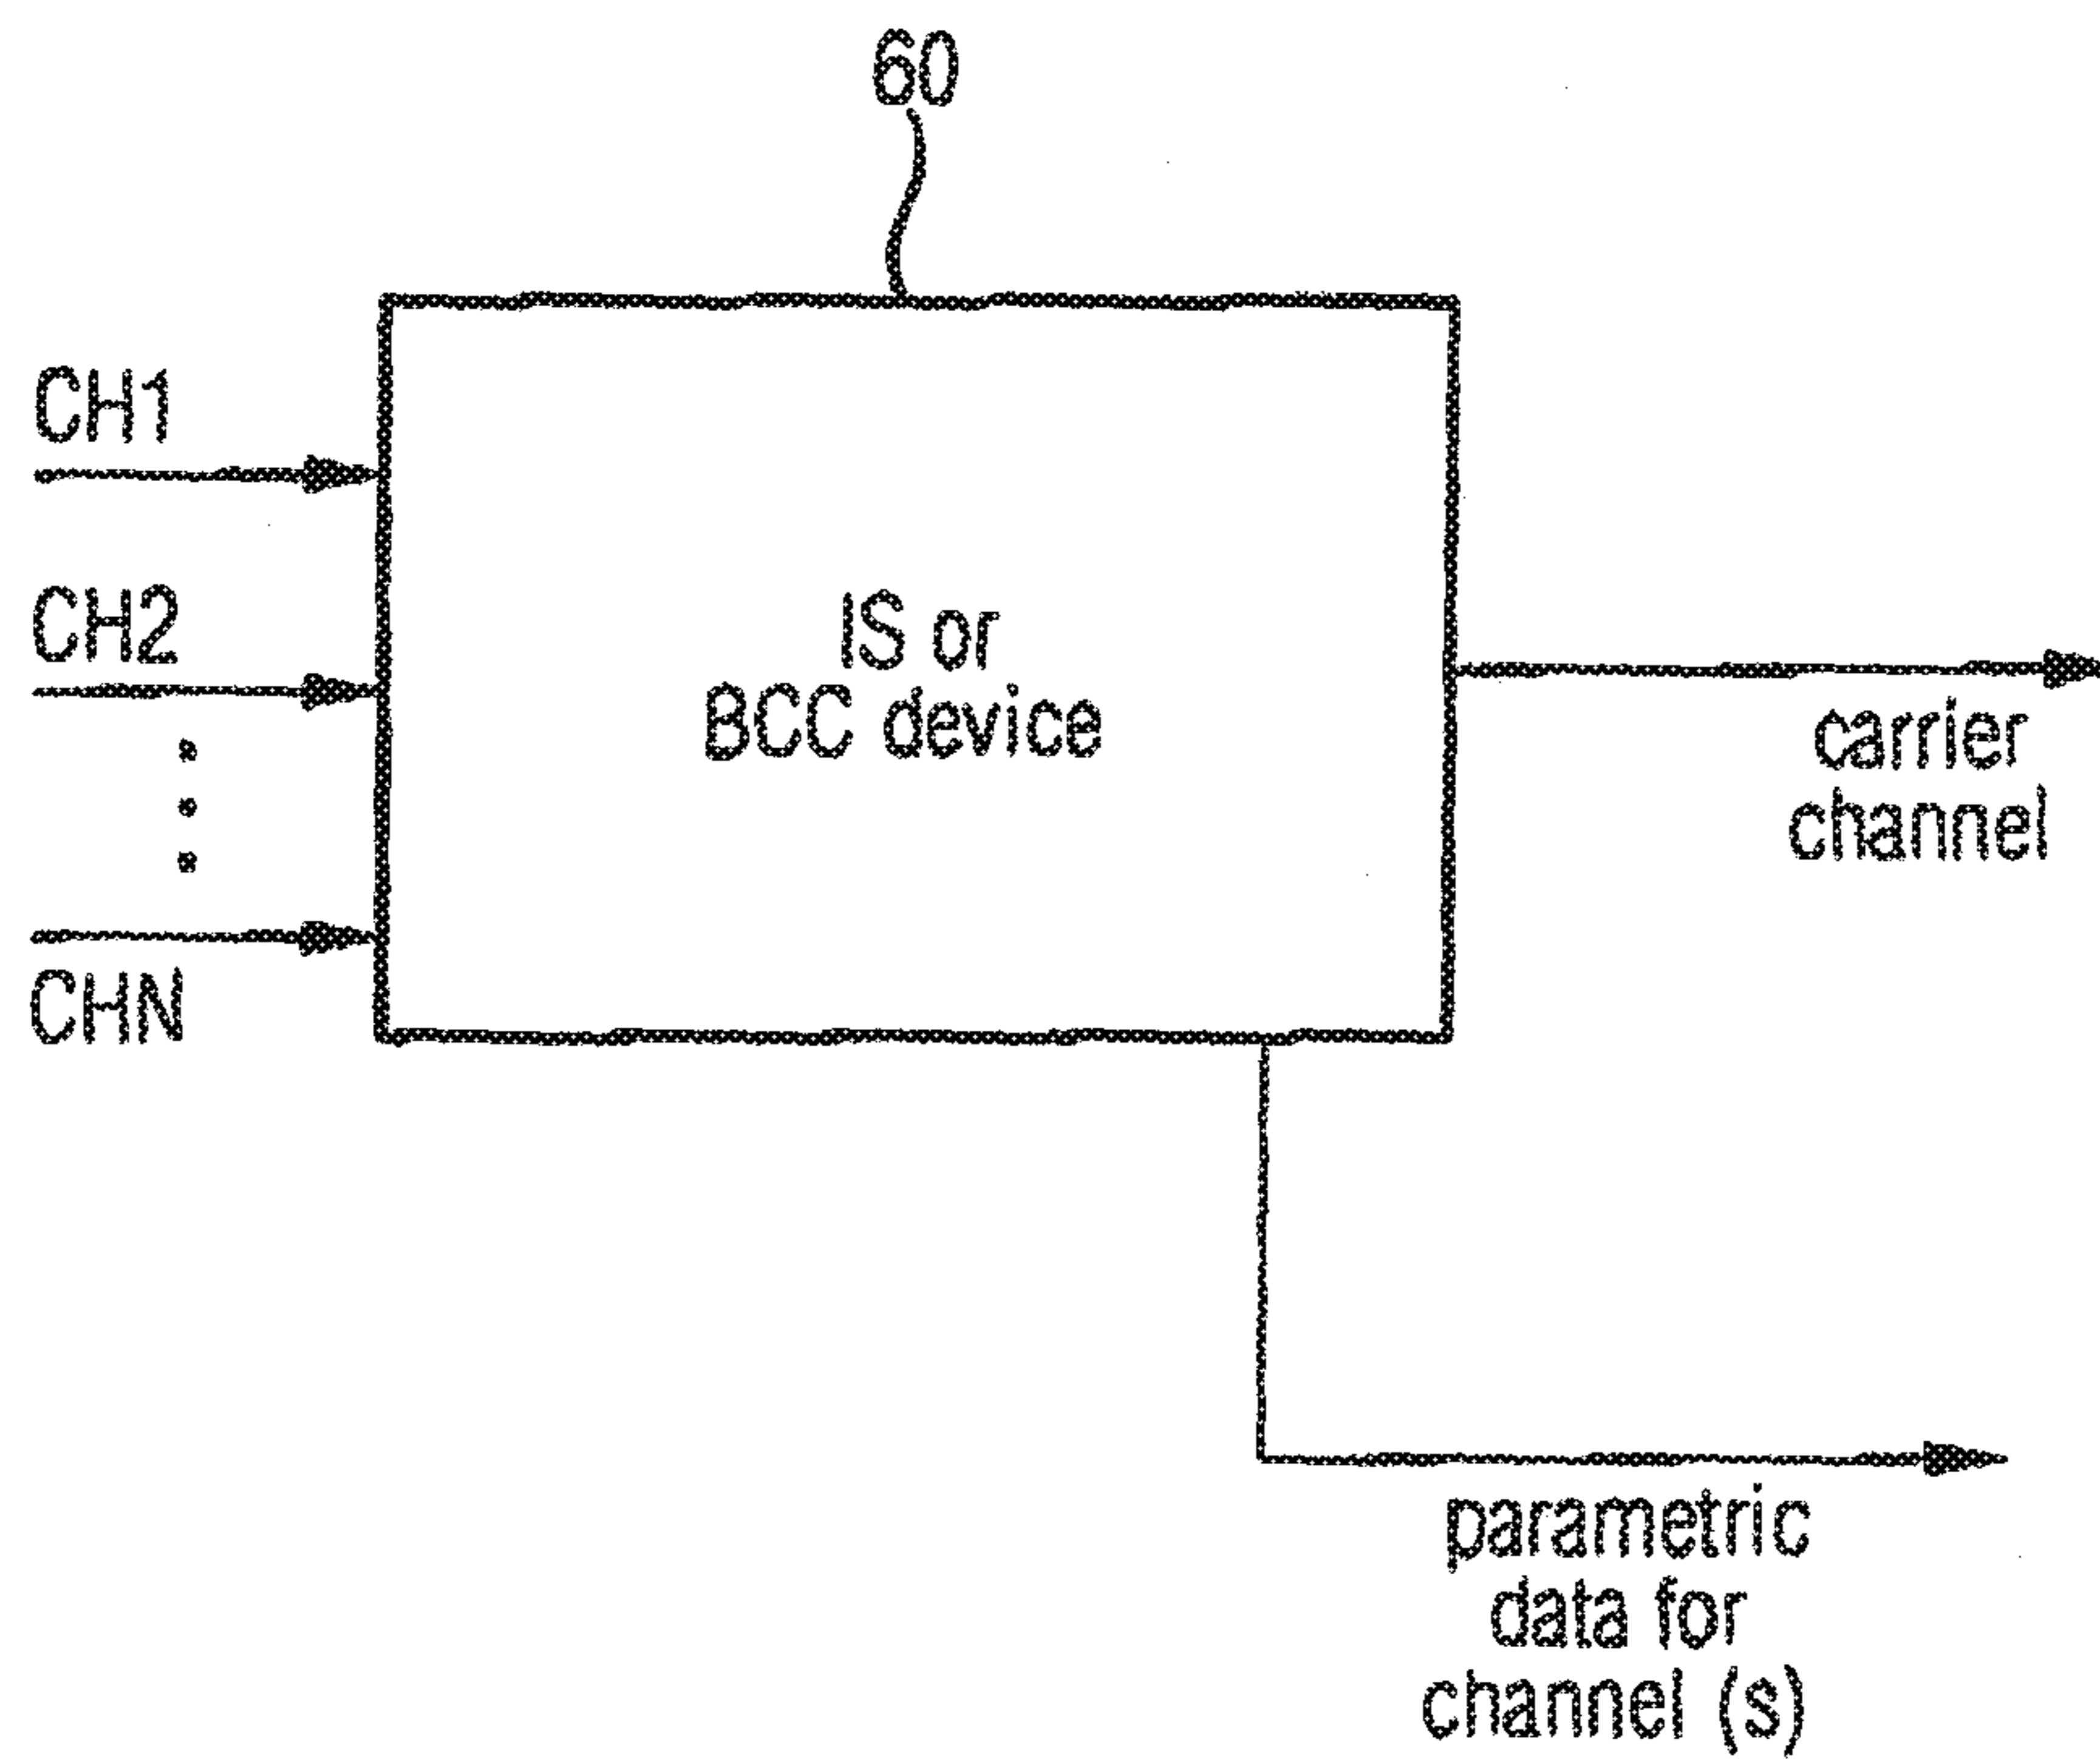 60
CH1
CH2
CHN
IS or
BCC device
carrier
channel
parametric
data for
channel (s)